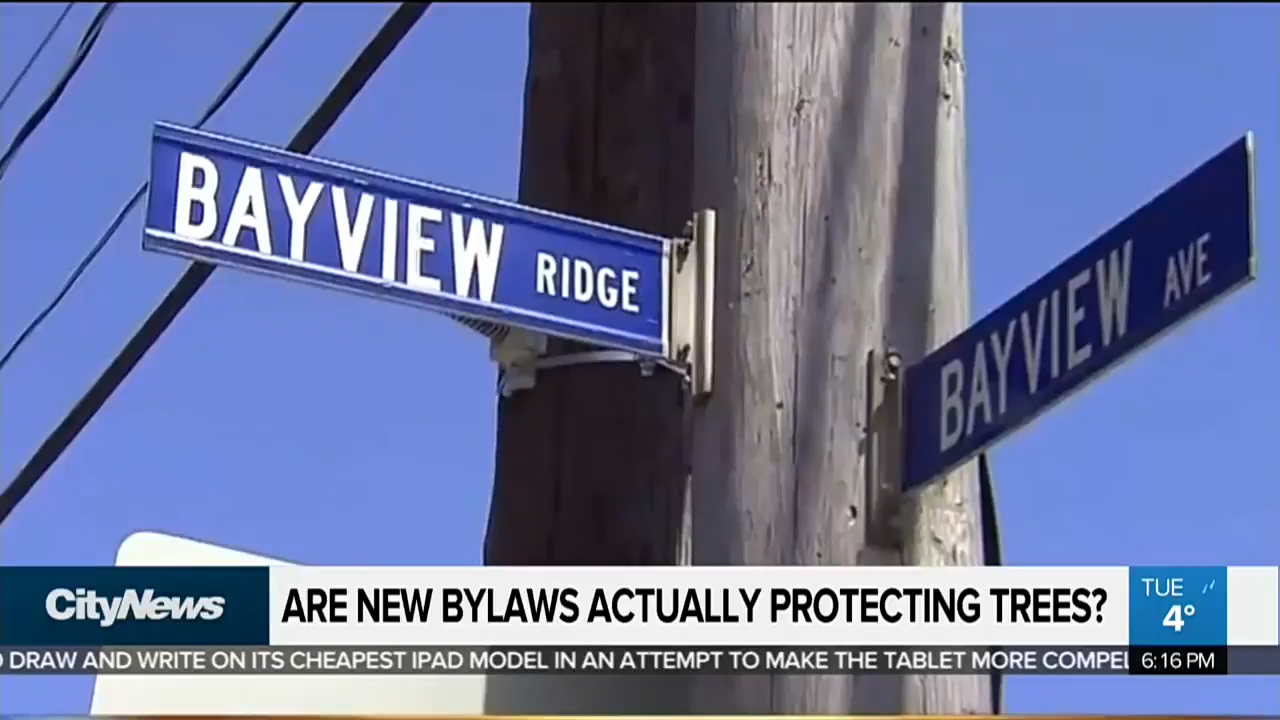 BAYVIEW RIDGE
BAYVIEW AVE
CityNews
ARE NEW BYLAWS ACTUALLY PROTECTING TREES?
TUE
4°
DRAW AND WRITE ON ITS CHEAPEST IPAD MODEL IN AN ATTEMPT TO MAKE THE TABLET MORE
6:16 PM